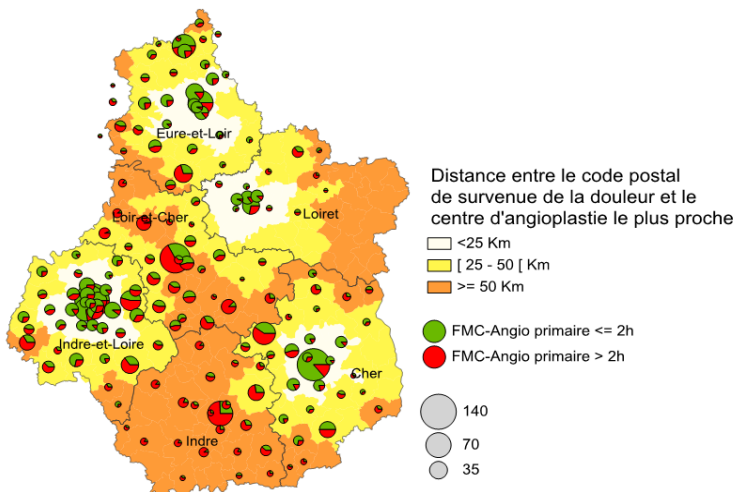 Eure-et-Loir
Loir-et-Cher
Loiret
Indre-et-Loire
Cher
Indre
Distance entre le code postal
de survenue de la douleur et le
centre d'angioplastie le plus proche
<25 Km
[ 25 - 50 [ Km
>= 50 Km
FMC-Angio primaire <= 2h
FMC-Angio primaire > 2h
140
70
35